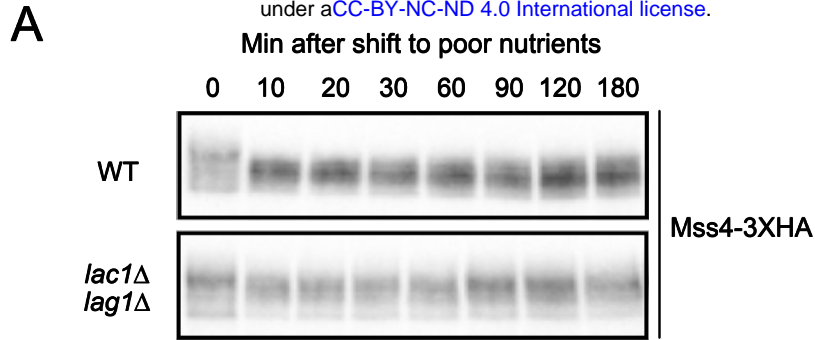 under aCC-BY-NC-ND 4.0 International license.
A
Min after shift to poor nutrients
0 10 20 30 60 90 120 180
WT
Mss4-3XHA
lac1Δ
lag1Δ